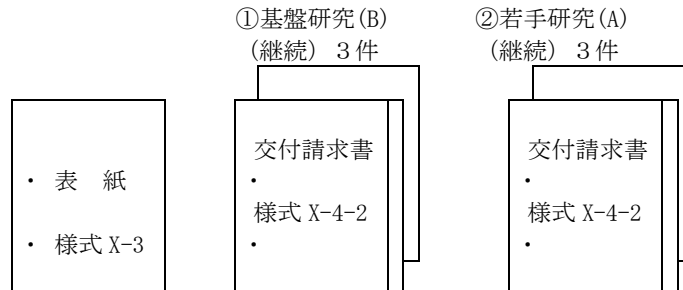 ①基盤研究(B)
(継続) 3件
②若手研究(A)
(継続) 3件
・ 表 紙
・ 様式 X-3
交付請求書
・
様式 X-4-2
・
交付請求書
・
様式 X-4-2
・